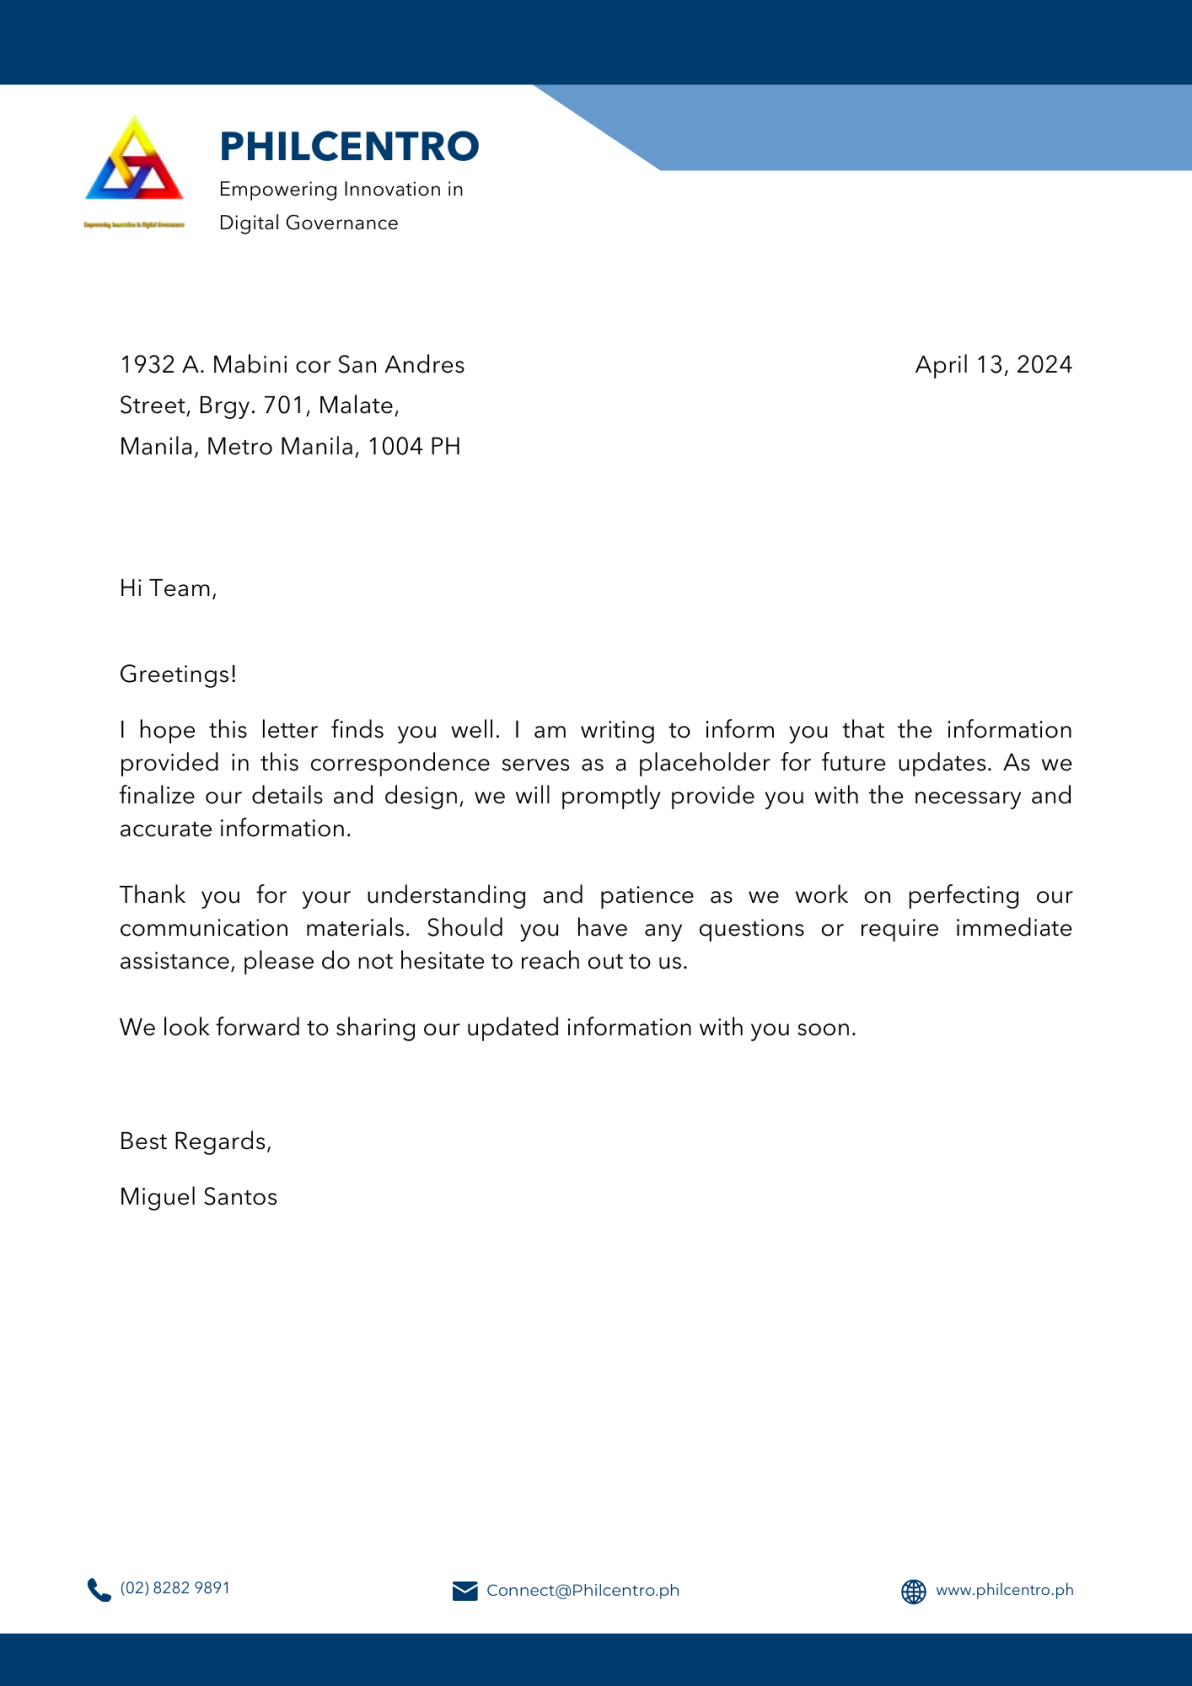 PHILCENTRO
Empowering Innovation in
Digital Governance
Empowering Innovation in Digital Governance
1932 A. Mabini cor San Andres
Street, Brgy. 701, Malate,
Manila, Metro Manila, 1004 PH
April 13, 2024
Hi Team,
Greetings!
I hope this letter finds you well. I am writing to inform you that the information
provided in this correspondence serves as a placeholder for future updates. As we
finalize our details and design, we will promptly provide you with the necessary and
accurate information.
Thank you for your understanding and patience as we work on perfecting our
communication materials. Should you have any questions or require immediate
assistance, please do not hesitate to reach out to us.
We look forward to sharing our updated information with you soon.
Best Regards,
Miguel Santos
(02) 8282 9891
Connect@Philcentro.ph
www.philcentro.ph